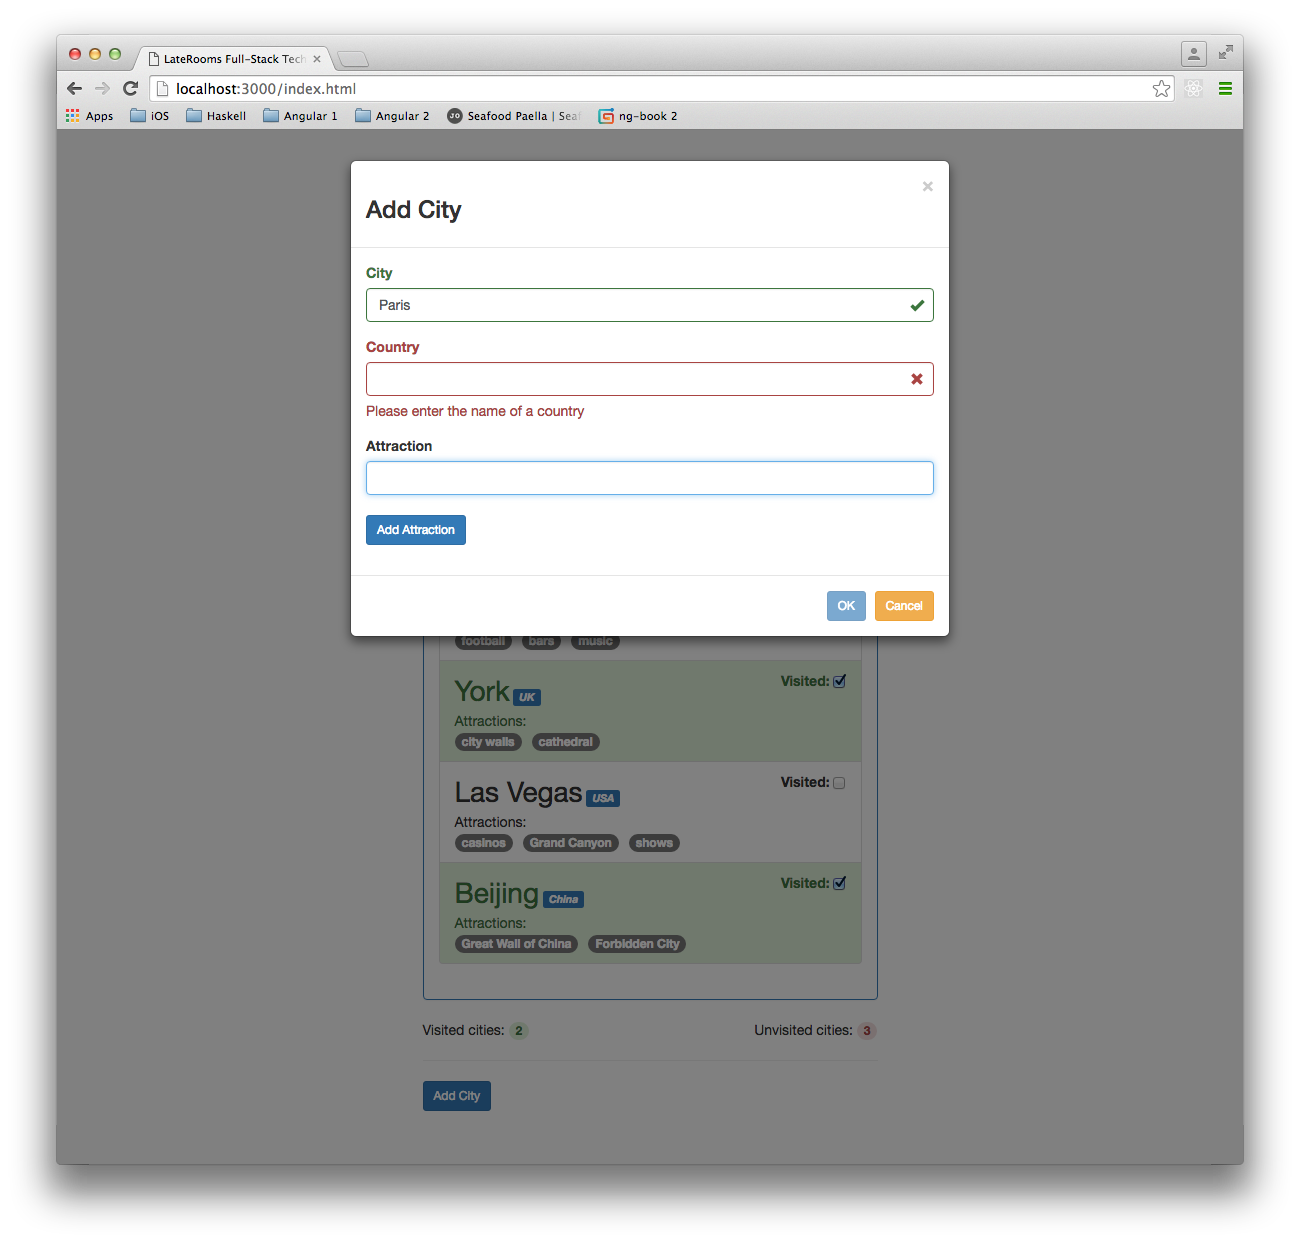 LateRooms Full-Stack Tech
localhost:3000/index.html
Apps iOS Haskell Angular 1 Angular 2 JO Seafood Paella | Seaf ng-book 2
Add City
City
Paris
Country
Please enter the name of a country
Attraction
Add Attraction
OK Cancel
football bars music
York UK Visited:
Attractions:
city walls cathedral
Las Vegas USA Visited:
Attractions:
casinos Grand Canyon shows
Beijing China Visited:
Attractions:
Great Wall of China Forbidden City
Visited cities: 2 Unvisited cities: 3
Add City